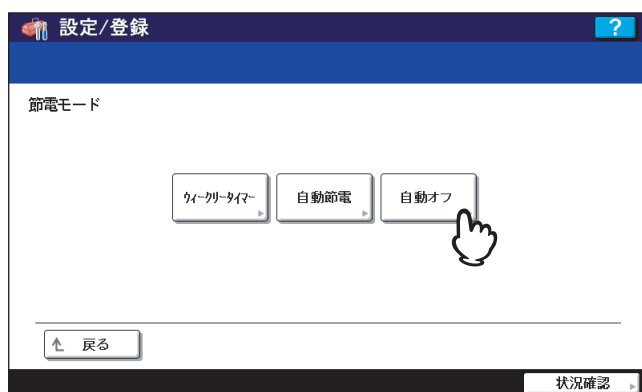 設定/登録
?
節電モード
ウィークリータイマー
自動節電
自動オフ
戻る
状況確認